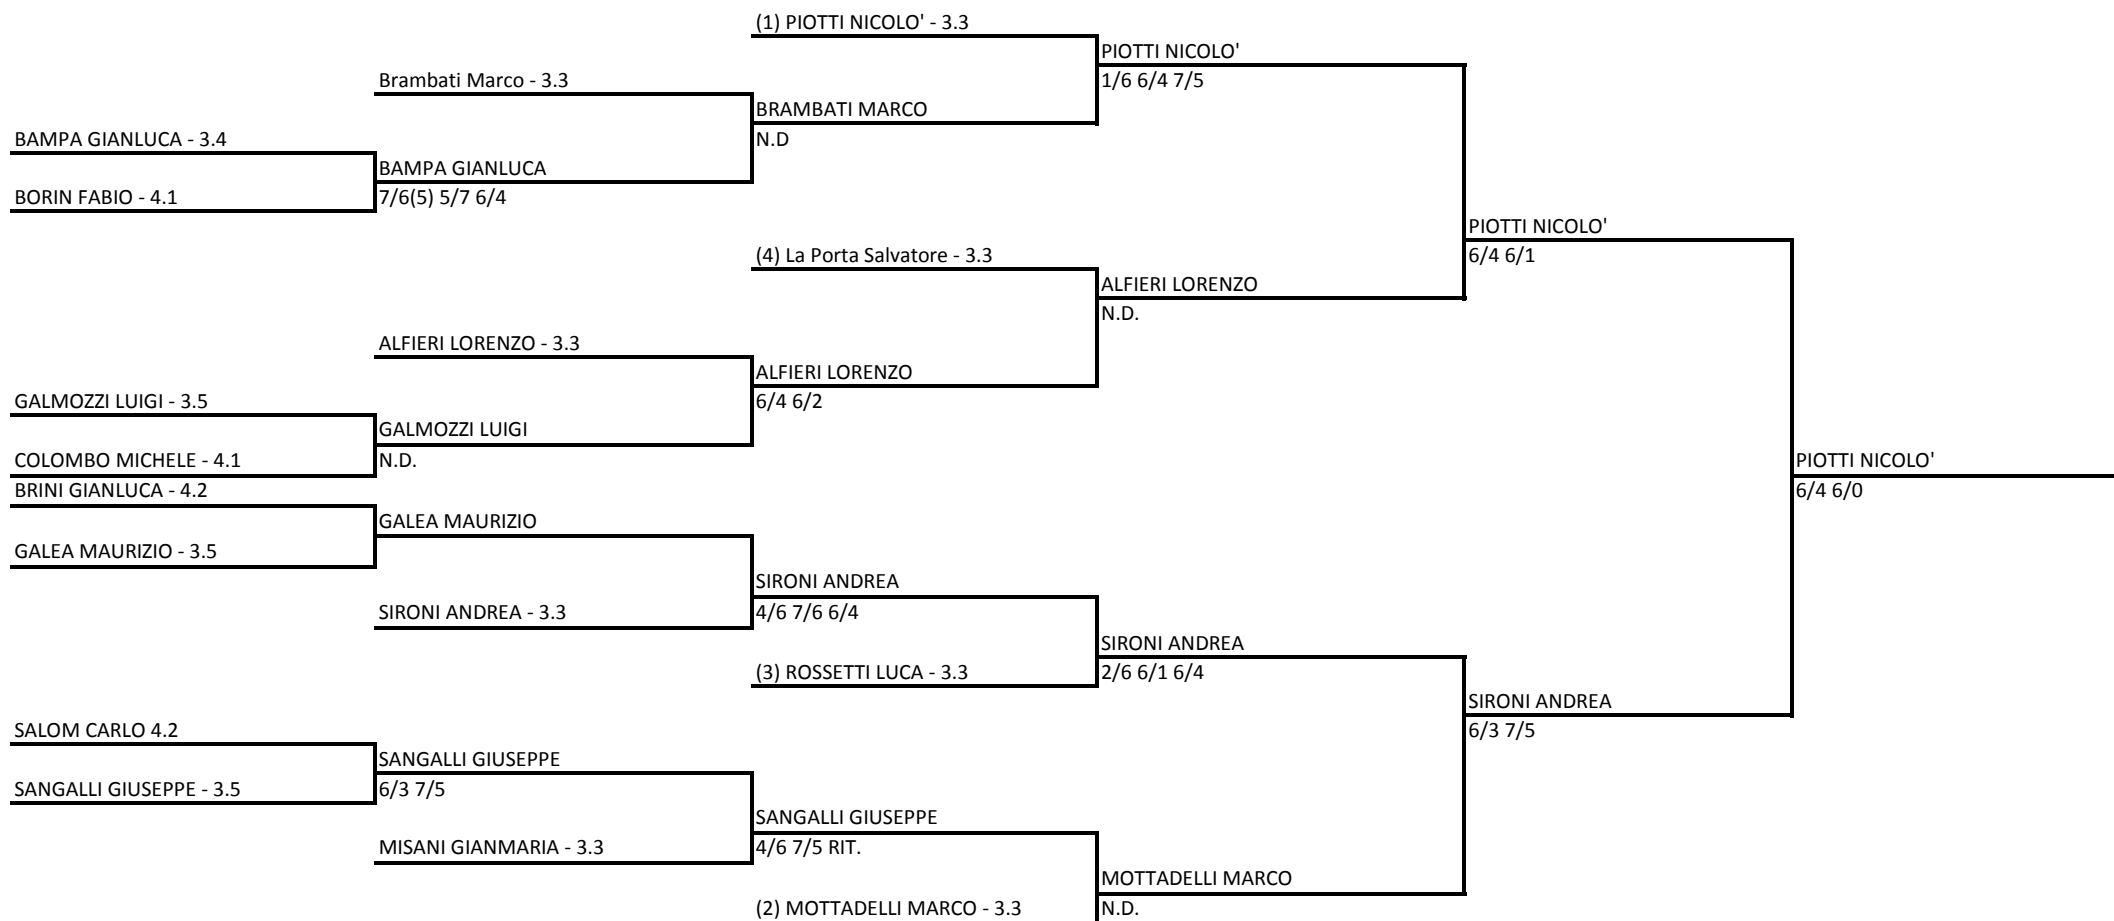 (1) PIOTTI NICOLO' - 3.3
PIOTTI NICOLO'
Brambati Marco - 3.3
1/6 6/4 7/5
BRAMBATI MARCO
BAMPA GIANLUCA - 3.4
N.D
BAMPA GIANLUCA
BORIN FABIO - 4.1
7/6(5) 5/7 6/4
PIOTTI NICOLO'
(4) La Porta Salvatore - 3.3
6/4 6/1
ALFIERI LORENZO
N.D.
ALFIERI LORENZO - 3.3
ALFIERI LORENZO
GALMOZZI LUIGI - 3.5
6/4 6/2
GALMOZZI LUIGI
COLOMBO MICHELE - 4.1
N.D.
PIOTTI NICOLO'
BRINI GIANLUCA - 4.2
6/4 6/0
GALEA MAURIZIO
GALEA MAURIZIO - 3.5
SIRONI ANDREA
SIRONI ANDREA - 3.3
4/6 7/6 6/4
SIRONI ANDREA
(3) ROSSETTI LUCA - 3.3
2/6 6/1 6/4
SIRONI ANDREA
SALOM CARLO 4.2
6/3 7/5
SANGALLI GIUSEPPE
SANGALLI GIUSEPPE - 3.5
6/3 7/5
SANGALLI GIUSEPPE
MISANI GIANMARIA - 3.3
4/6 7/5 RIT.
MOTTADELLI MARCO
(2) MOTTADELLI MARCO - 3.3
N.D.